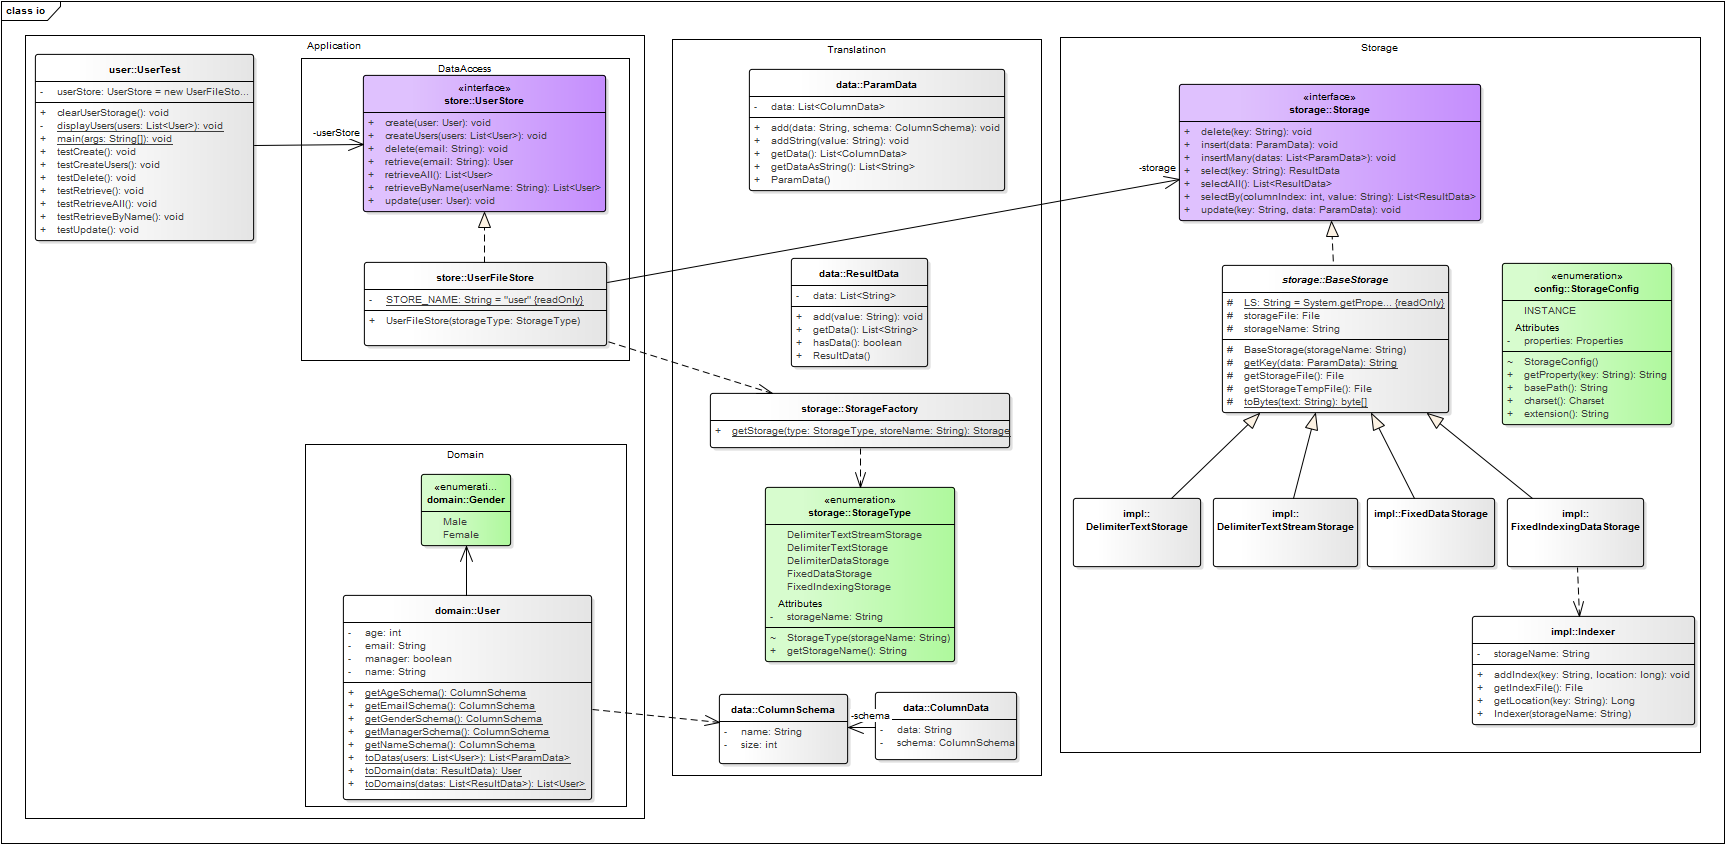 class io
Application
user::UserTest
- userStore: UserStore = new UserFileSto...
+ clearUserStorage(): void
- displayUsers(users: List<User>): void
+ main(args: String[]): void
+ testCreate(): void
+ testCreateUsers(): void
+ testDelete(): void
+ testRetrieve(): void
+ testRetrieveAll(): void
+ testRetrieveByName(): void
+ testUpdate(): void
-userStore
DataAccess
«interface»
store::UserStore
+ create(user: User): void
+ createUsers(users: List<User>): void
+ delete(email: String): void
+ retrieve(email: String): User
+ retrieveAll(): List<User>
+ retrieveByName(userName: String): List<User>
+ update(user: User): void
store::UserFileStore
- STORE_NAME: String = "user" {readOnly}
+ UserFileStore(storageType: StorageType)
Domain
«enumerati...
domain::Gender
Male
Female
domain::User
- age: int
- email: String
- manager: boolean
- name: String
+ getAgeSchema(): ColumnSchema
+ getEmailSchema(): ColumnSchema
+ getGenderSchema(): ColumnSchema
+ getManagerSchema(): ColumnSchema
+ getNameSchema(): ColumnSchema
+ toDatas(users: List<User>): List<ParamData>
+ toDomain(data: ResultData): User
+ toDomains(datas: List<ResultData>): List<User>
Translatinon
data::ParamData
- data: List<ColumnData>
+ add(data: String, schema: ColumnSchema): void
+ addString(value: String): void
+ getData(): List<ColumnData>
+ getDataAsString(): List<String>
+ ParamData()
data::ResultData
- data: List<String>
+ add(value: String): void
+ getData(): List<String>
+ hasData(): boolean
+ ResultData()
storage::StorageFactory
+ getStorage(type: StorageType, storeName: String): Storage
«enumeration»
storage::StorageType
DelimiterTextStreamStorage
DelimiterTextStorage
DelimiterDataStorage
FixedDataStorage
FixedIndexingStorage
Attributes
- storageName: String
~ StorageType(storageName: String)
+ getStorageName(): String
data::ColumnSchema
- name: String
- size: int
-schema
data::ColumnData
- data: String
- schema: ColumnSchema
Storage
-storage
«interface»
storage::Storage
+ delete(key: String): void
+ insert(data: ParamData): void
+ insertMany(datas: List<ParamData>): void
+ select(key: String): ResultData
+ selectAll(): List<ResultData>
+ selectBy(columnIndex: int, value: String): List<ResultData>
+ update(key: String, data: ParamData): void
storage::BaseStorage
# LS: String = System.getPrope... {readOnly}
# storageFile: File
# storageName: String
# BaseStorage(storageName: String)
# getKey(data: ParamData): String
# getStorageFile(): File
# getStorageTempFile(): File
# toBytes(text: String): byte[]
«enumeration»
config::StorageConfig
INSTANCE
Attributes
- properties: Properties
~ StorageConfig()
+ getProperty(key: String): String
+ basePath(): String
+ charset(): Charset
+ extension(): String
impl::
DelimiterTextStorage
impl::
DelimiterTextStreamStorage
impl::FixedDataStorage
impl::
FixedIndexingDataStorage
impl::Indexer
- storageName: String
+ addIndex(key: String, location: long): void
+ getIndexFile(): File
+ getLocation(key: String): Long
+ Indexer(storageName: String)